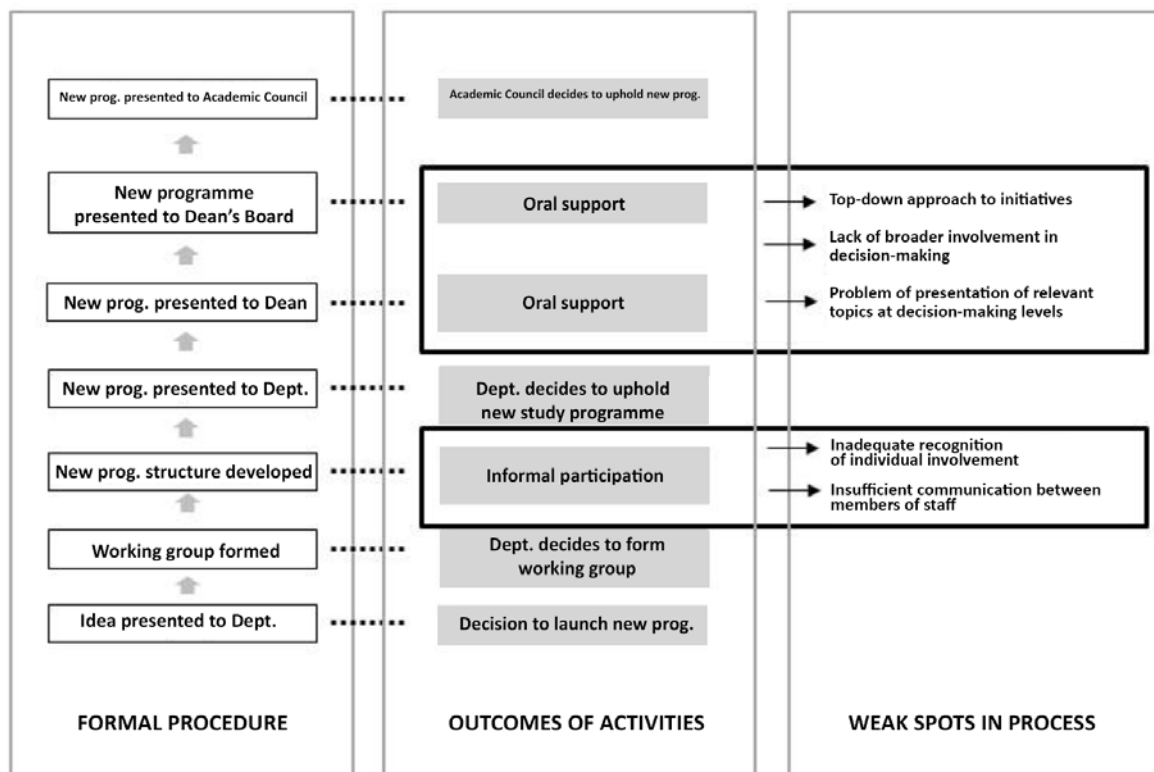 New prog. presented to Academic Council
New programme
presented to Dean's Board
New prog. presented to Dean
New prog. presented to Dept.
New prog. structure developed
Working group formed
Idea presented to Dept.
FORMAL PROCEDURE
Academic Council decides to uphold new prog.
Oral support
Oral support
Dept. decides to uphold
new study programme
Informal participation
Dept. decides to form
working group
Decision to launch new prog.
OUTCOMES OF ACTIVITIES
Top-down approach to initiatives
Lack of broader involvement in
decision-making
Problem of presentation of relevant
topics at decision-making levels
Inadequate recognition
of individual involvement
Insufficient communication between
members of staff
WEAK SPOTS IN PROCESS